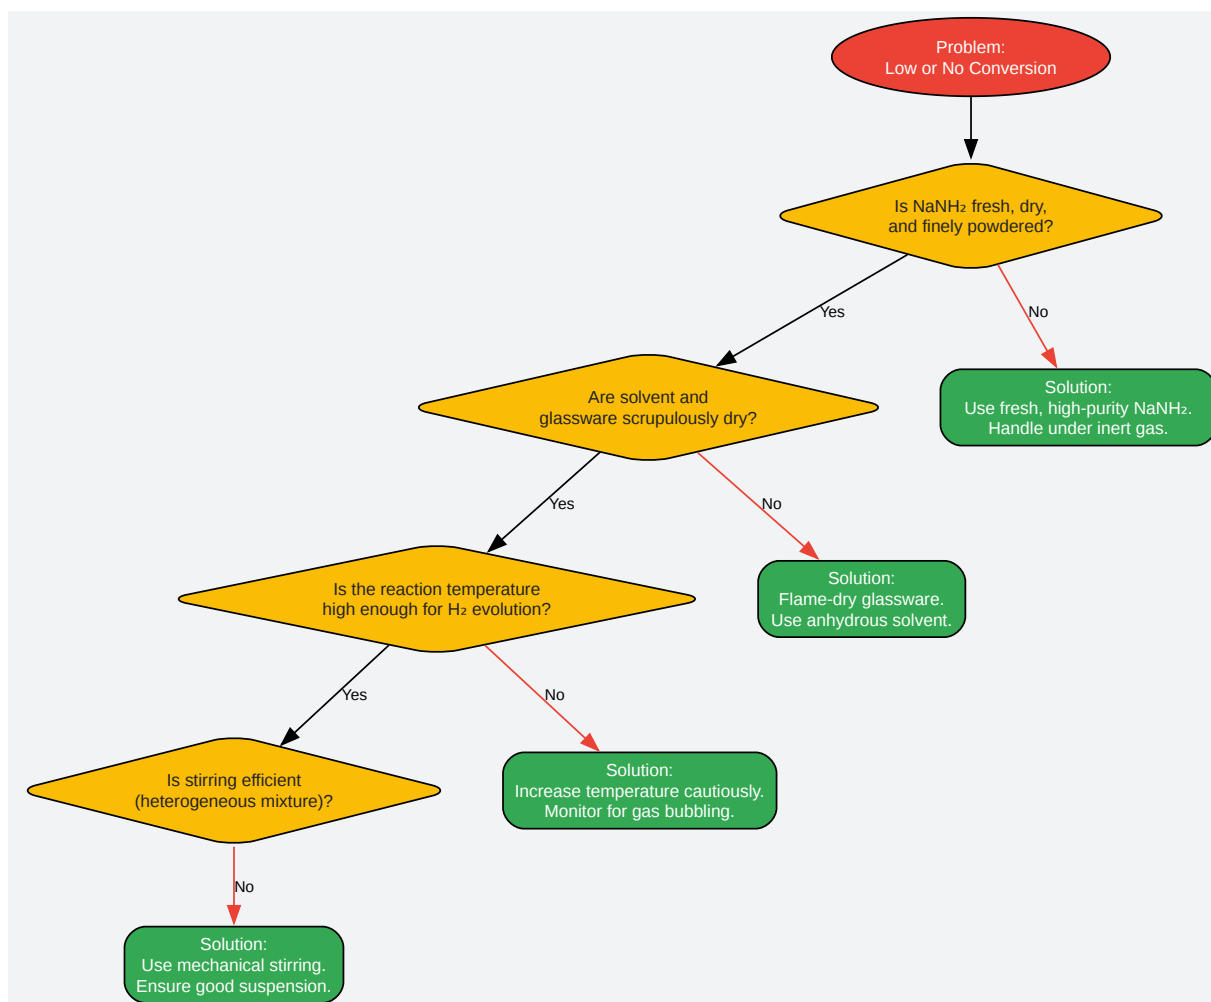 Problem:
Low or No Conversion
Is NaNH₂ fresh, dry,
and finely powdered?
Yes
No
Are solvent and
glassware scrupulously dry?
Solution:
Use fresh, high-purity NaNH₂.
Handle under inert gas.
Yes
No
Is the reaction temperature
high enough for H₂ evolution?
Solution:
Flame-dry glassware.
Use anhydrous solvent.
Yes
No
Is stirring efficient
(heterogeneous mixture)?
Solution:
Increase temperature cautiously.
Monitor for gas bubbling.
No
Solution:
Use mechanical stirring.
Ensure good suspension.